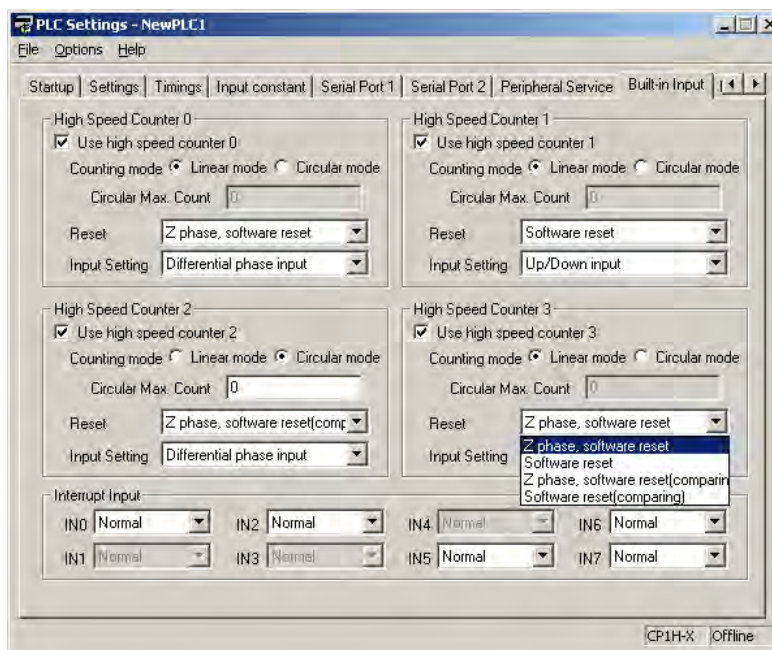 PLC Settings - NewPLC1
File Options Help
Startup Settings Timings Input constant Serial Port 1 Serial Port 2 Peripheral Service Built-in Input
High Speed Counter 0
Use high speed counter 0
Counting mode Linear mode Circular mode
Circular Max. Count 0
Reset Z phase, software reset
Input Setting Differential phase input
High Speed Counter 1
Use high speed counter 1
Counting mode Linear mode Circular mode
Circular Max. Count 0
Reset Software reset
Input Setting Up/Down input
High Speed Counter 2
Use high speed counter 2
Counting mode Linear mode Circular mode
Circular Max. Count 0
Reset Z phase, software reset(comp
Input Setting Differential phase input
High Speed Counter 3
Use high speed counter 3
Counting mode Linear mode Circular mode
Circular Max. Count 0
Reset Z phase, software reset
Input Setting
Z phase, software reset
Software reset
Z phase, software reset(comparin
Software reset(comparing)
Interrupt Input
IN0 Normal IN2 Normal IN4 Normal IN6 Normal
IN1 Normal IN3 Normal IN5 Normal IN7 Normal
CP1H-X Offline